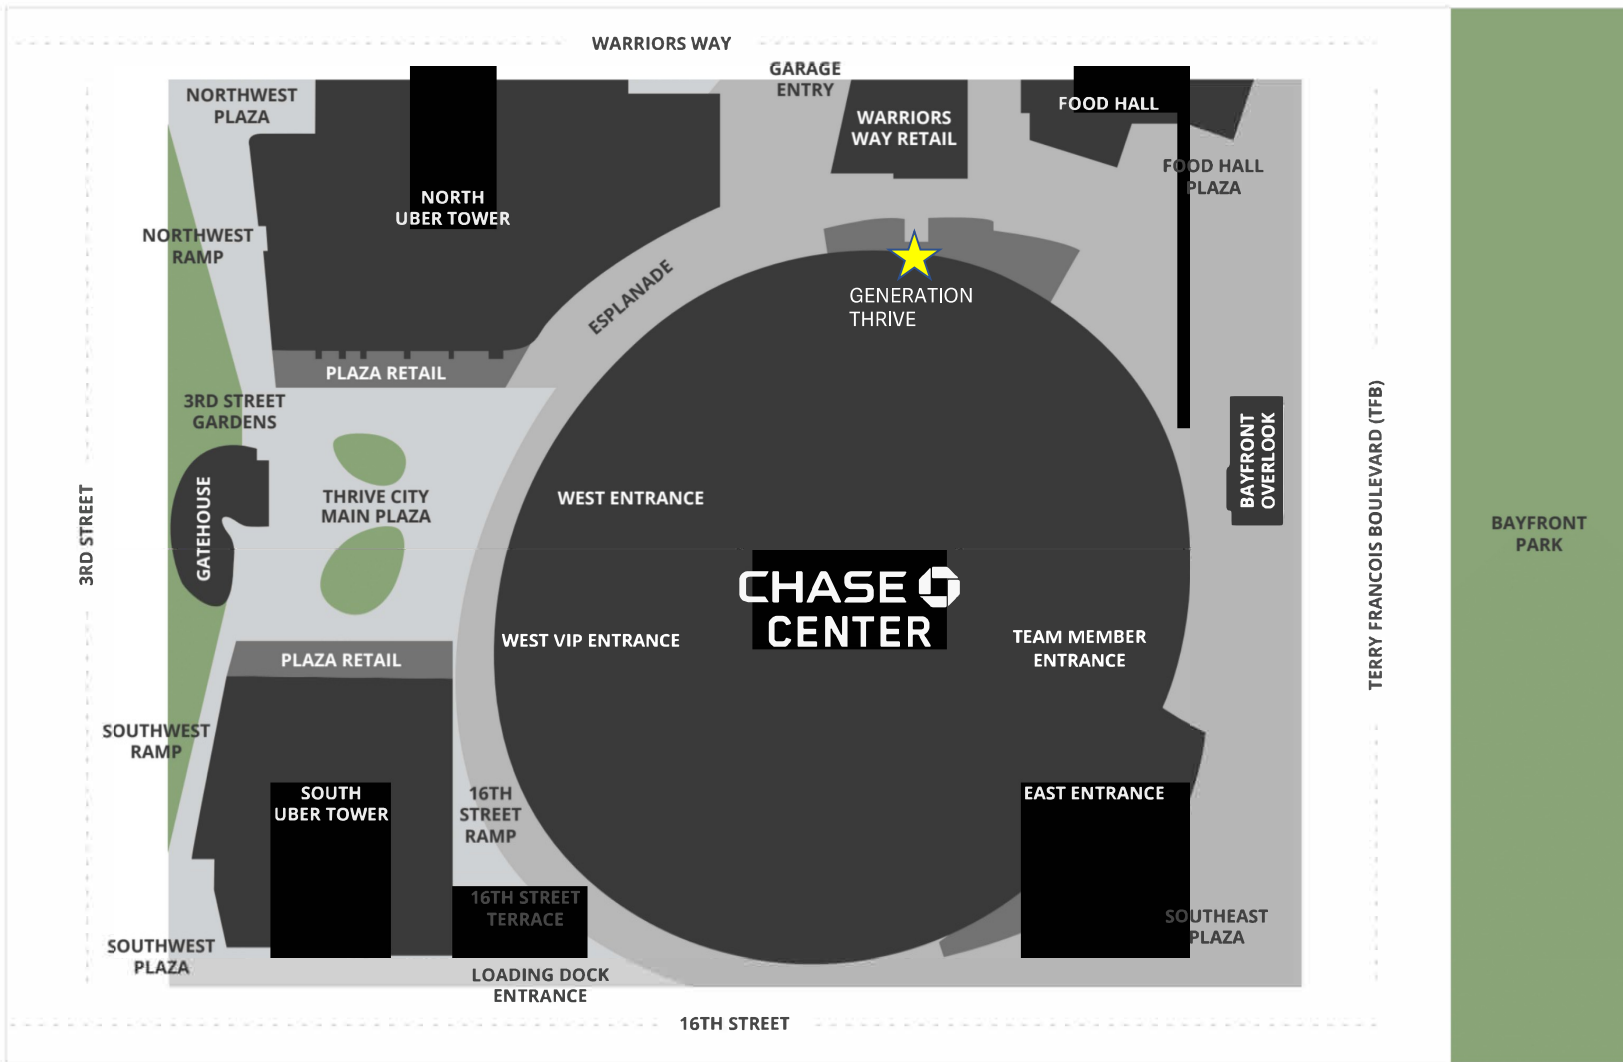 WARRIORS WAY
GARAGE
ENTRY
NORTHWEST
PLAZA
WARRIORS
WAY RETAIL
FOOD HALL
FOOD HALL
PLAZA
NORTH
UBER TOWER
NORTHWEST
RAMP
ESPLANADE
GENERATION
THRIVE
PLAZA RETAIL
3RD STREET
GARDENS
GATEHOUSE
THRIVE CITY
MAIN PLAZA
WEST ENTRANCE
BAYFRONT
OVERLOOK
3RD STREET
TERRY FRANCOIS BOULEVARD (TFB)
BAYFRONT
PARK
CHASE
CENTER
WEST VIP ENTRANCE
TEAM MEMBER
ENTRANCE
PLAZA RETAIL
SOUTHWEST
RAMP
SOUTH
UBER TOWER
16TH
STREET
RAMP
EAST ENTRANCE
16TH STREET
TERRACE
SOUTHEAST
PLAZA
SOUTHWEST
PLAZA
LOADING DOCK
ENTRANCE
16TH STREET